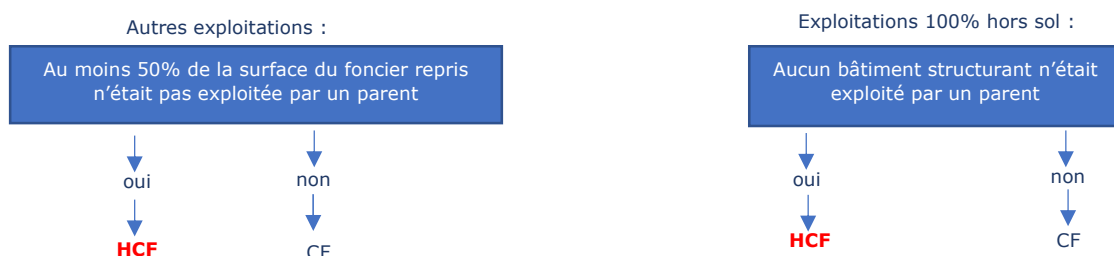 Autres exploitations :
Au moins 50% de la surface du foncier repris
n'était pas exploitée par un parent
oui
non
HCF
CF
Exploitations 100% hors sol :
Aucun bâtiment structurant n'était
exploité par un parent
oui
non
HCF
CF